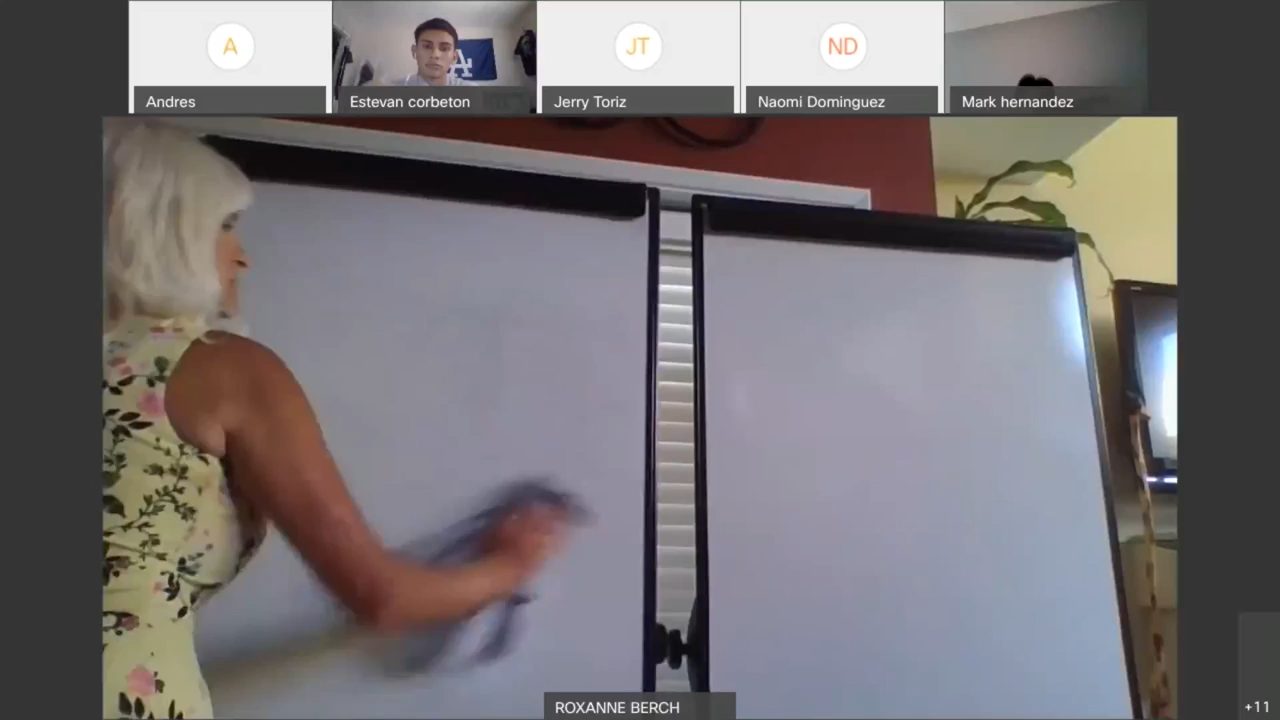 A
JT
ND
Andres
Estevan corbeton
Jerry Toriz
Naomi Dominguez
Mark hernandez
ROXANNE BERCH
+11